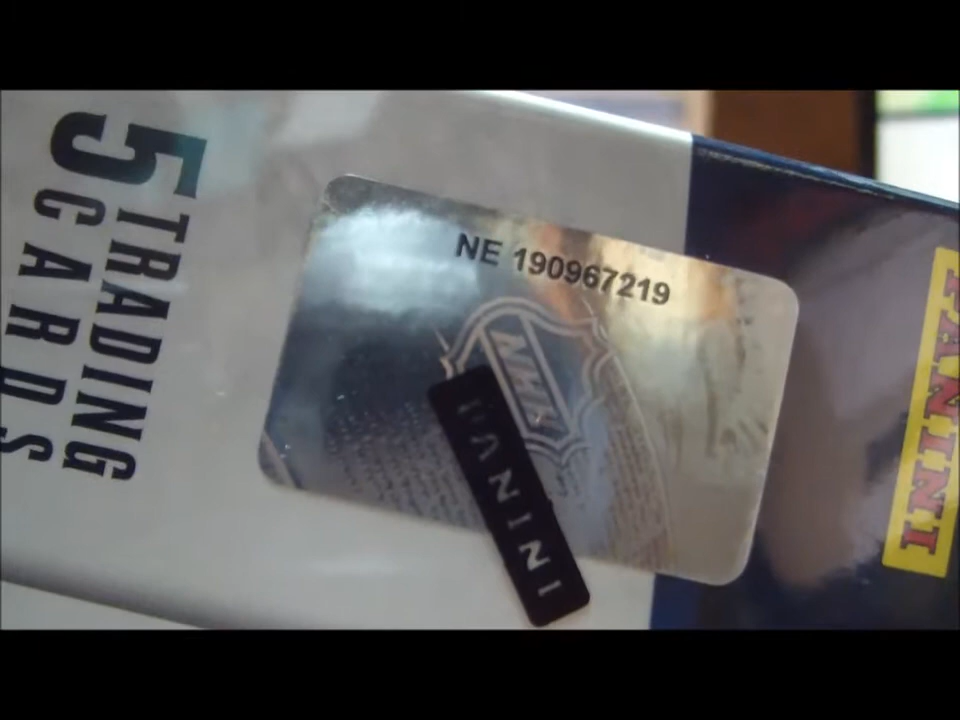 5 TRADING
CARDS
NE 190967219
NHL
PANINI
PANINI